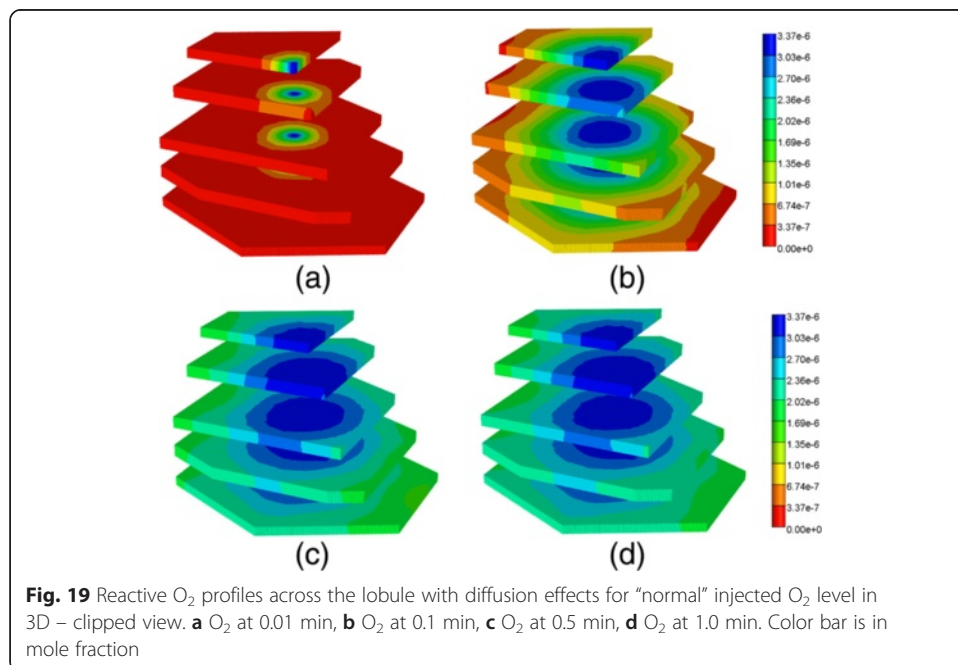 3.37e-6
3.03e-6
2.70e-6
2.36e-6
2.02e-6
1.69e-6
1.35e-6
1.01e-6
6.74e-7
3.37e-7
0.00e+0
(a)
(b)
3.37e-6
3.03e-6
2.70e-6
2.36e-6
2.02e-6
1.69e-6
1.35e-6
1.01e-6
6.74e-7
3.37e-7
0.00e+0
(c)
(d)
Fig. 19 Reactive O₂ profiles across the lobule with diffusion effects for “normal” injected O₂ level in
3D – clipped view. a O₂ at 0.01 min, b O₂ at 0.1 min, c O₂ at 0.5 min, d O₂ at 1.0 min. Color bar is in
mole fraction